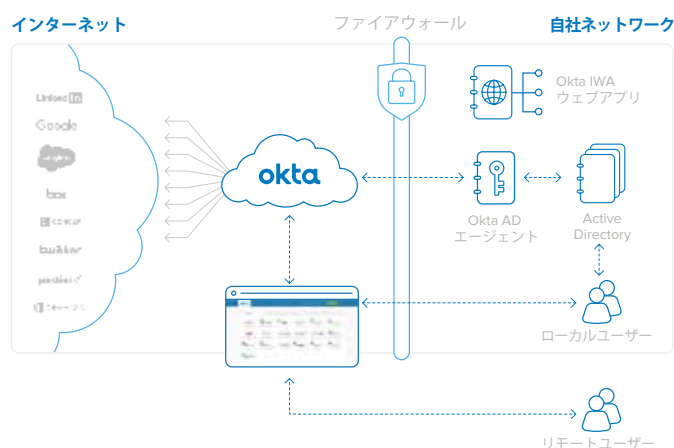 インターネット
ファイアウォール
自社ネットワーク
Linked in
Google
box
twitter
okta
Okta IWA
ウェブアプリ
Okta AD
エージェント
Active
Directory
ローカルユーザー
リモートユーザー